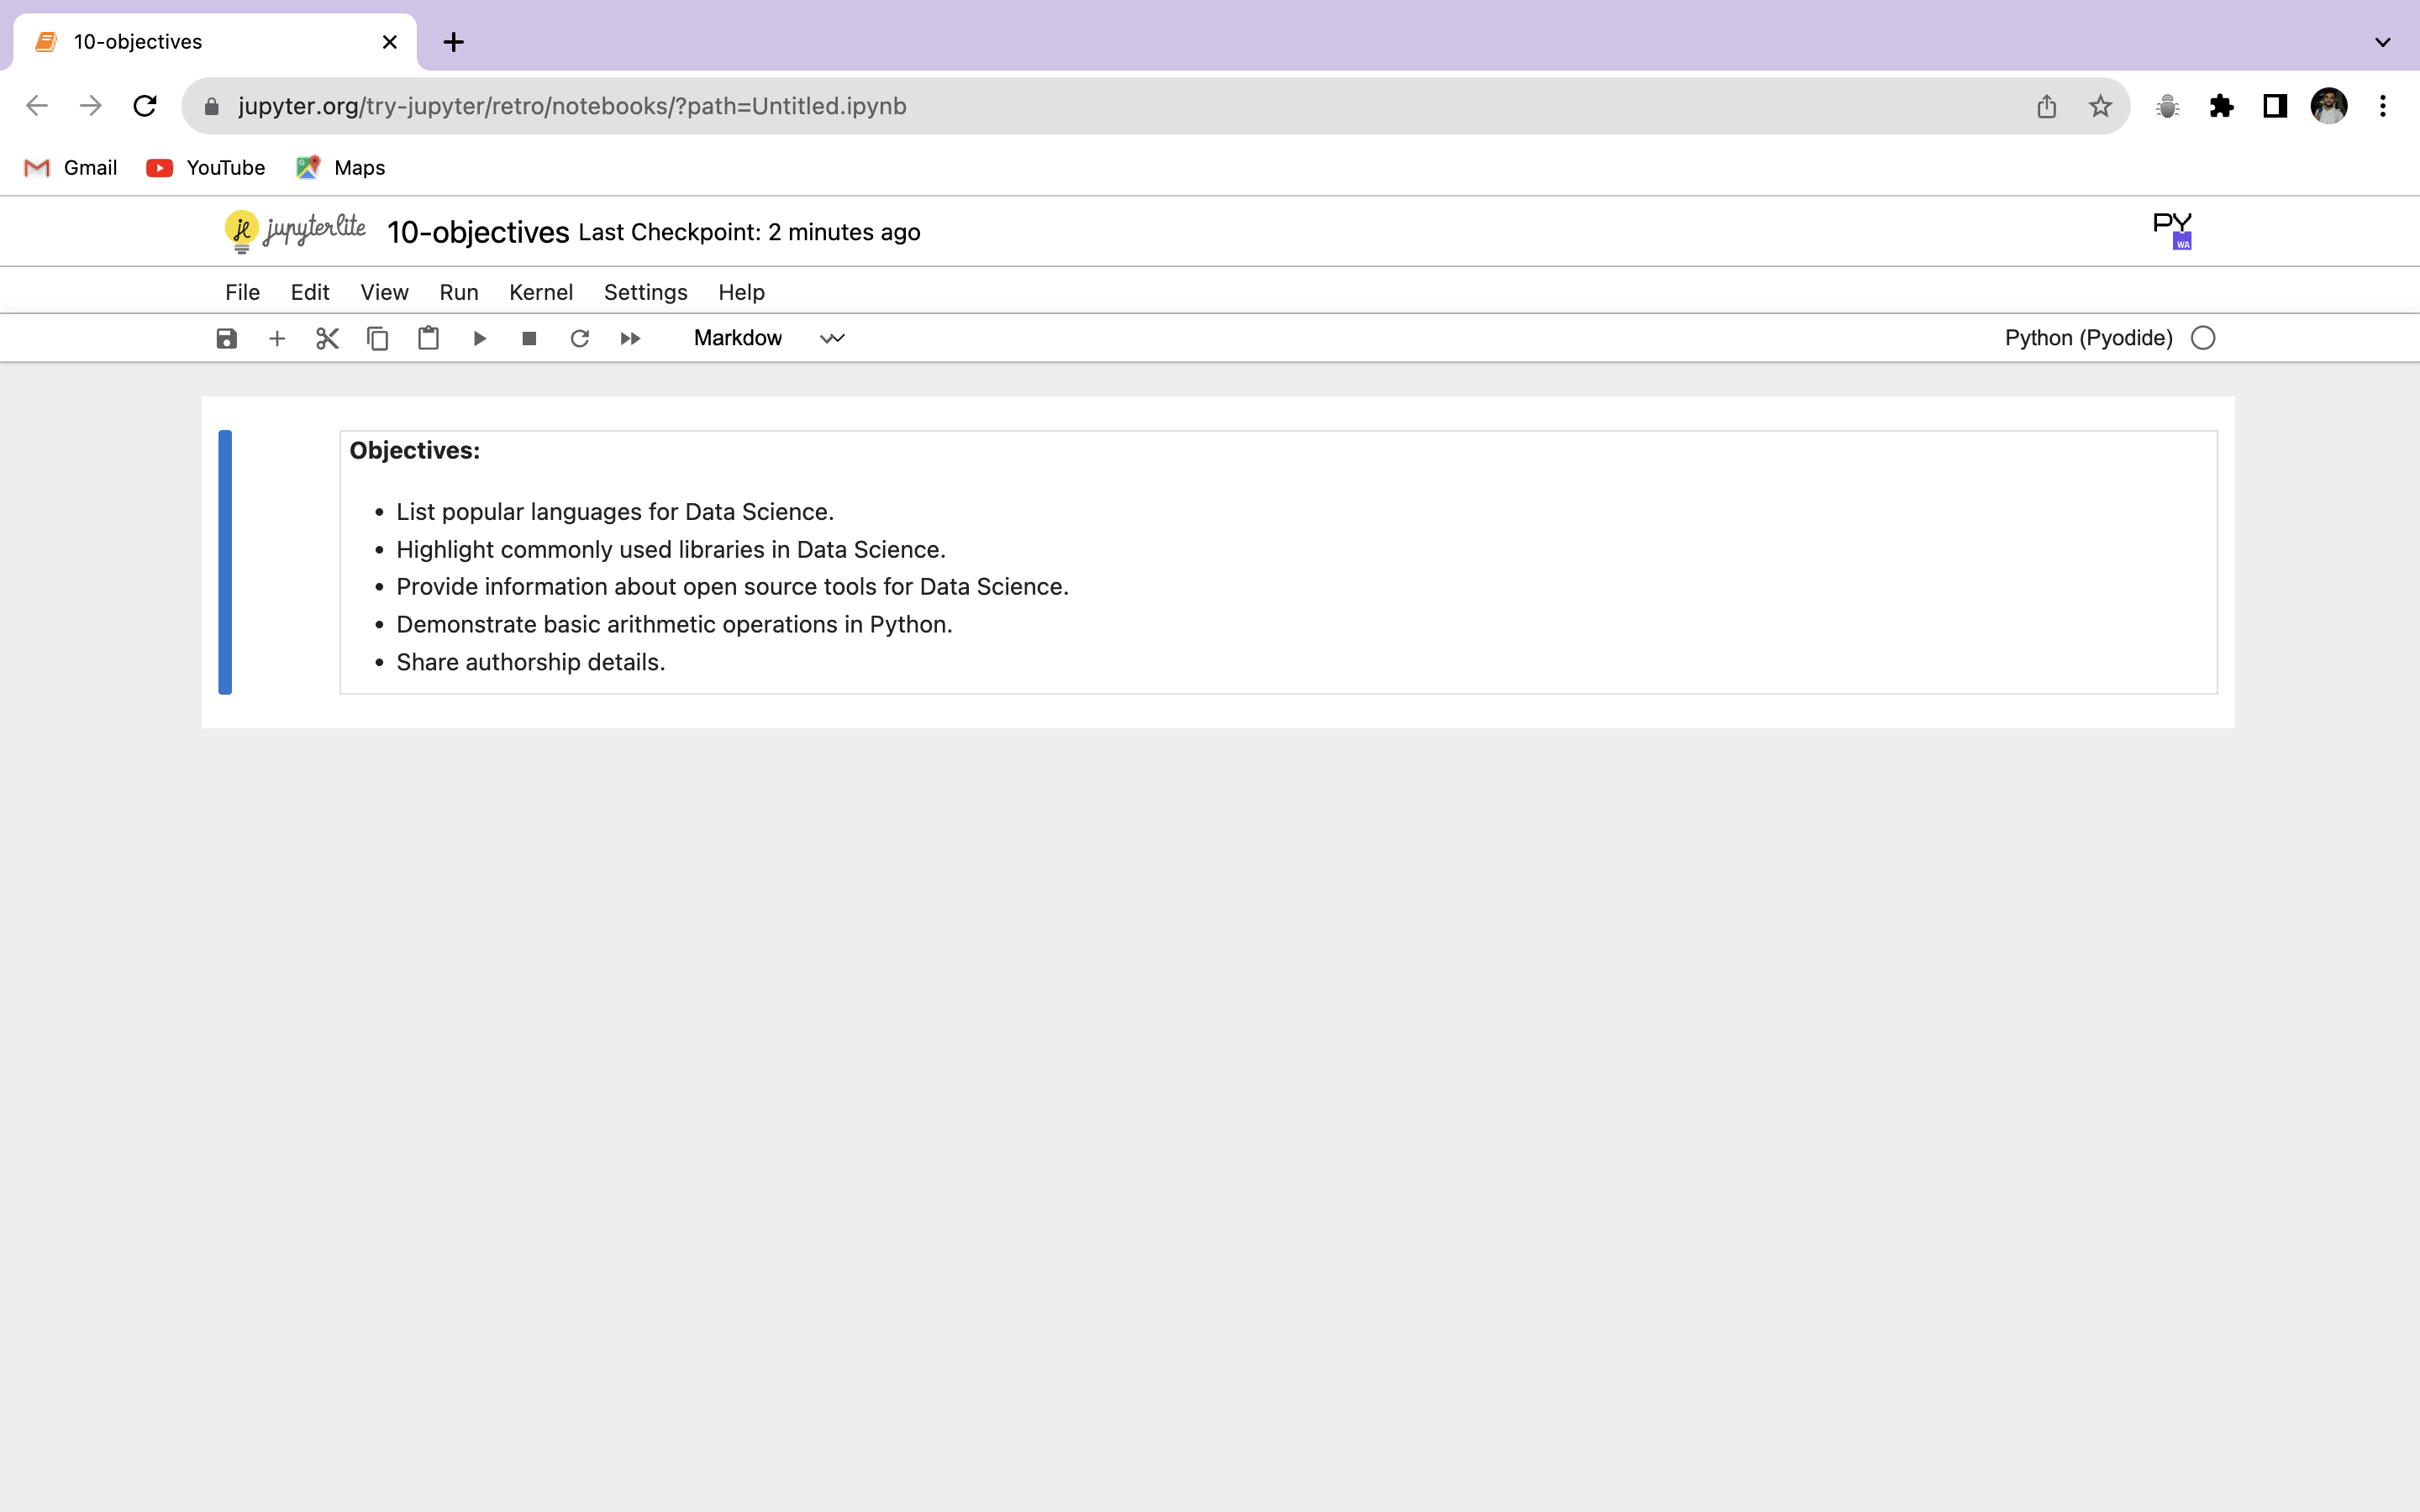 10-objectives
jupyter.org/try-jupyter/retro/notebooks/?path=Untitled.ipynb
Gmail YouTube Maps
je jupyterlite 10-objectives Last Checkpoint: 2 minutes ago PY WA
File Edit View Run Kernel Settings Help
Markdow Python (Pyodide)
Objectives:
• List popular languages for Data Science.
• Highlight commonly used libraries in Data Science.
• Provide information about open source tools for Data Science.
• Demonstrate basic arithmetic operations in Python.
• Share authorship details.